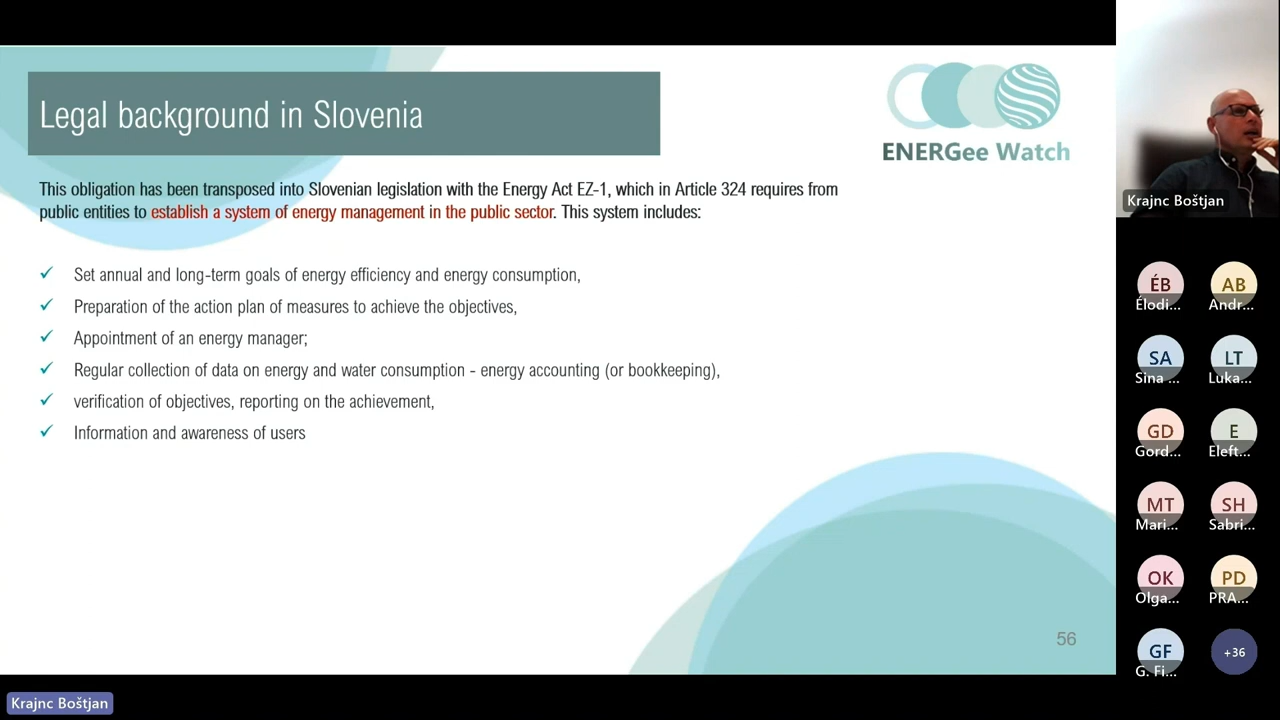 Legal background in Slovenia
ENERGee Watch
This obligation has been transposed into Slovenian legislation with the Energy Act EZ-1, which in Article 324 requires from
public entities to establish a system of energy management in the public sector. This system includes:
Set annual and long-term goals of energy efficiency and energy consumption,
Preparation of the action plan of measures to achieve the objectives,
Appointment of an energy manager;
Regular collection of data on energy and water consumption - energy accounting (or bookkeeping),
verification of objectives, reporting on the achievement,
Information and awareness of users
56
Krajnc Boštjan
Krajnc Boštjan
ÉB
AB
Élodi...
Andr...
SA
LT
Sina ...
Luka...
GD
E
Gord...
Eleft...
MT
SH
Mari...
Sabri...
OK
PD
Olga...
PRA...
GF
+36
G. Fi...